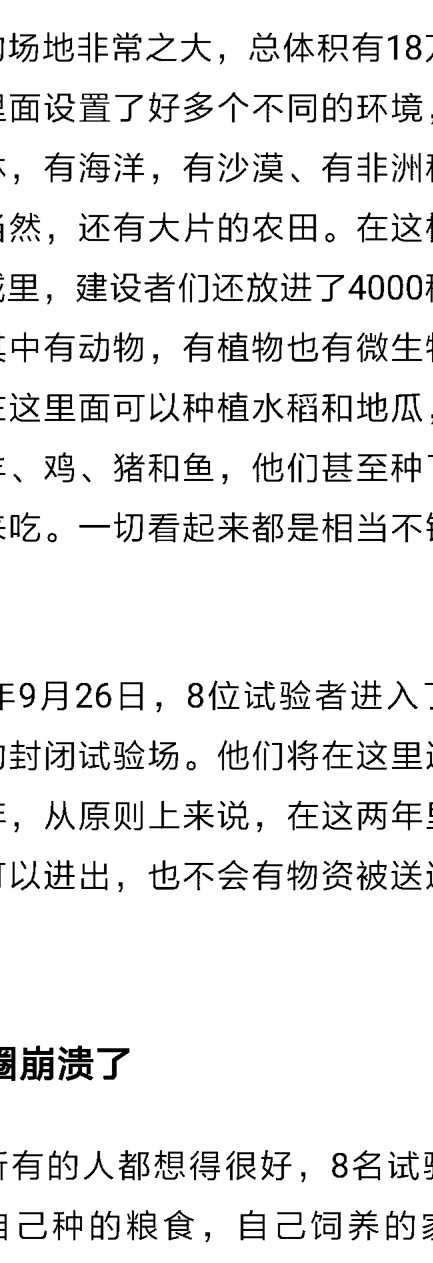 场地非常之大，总体积有18
面设置了好多个不同的环境，
，有海洋，有沙漠、有非洲
当然，还有大片的农田。在这
里，建设者们还放进了4000
其中有动物，有植物也有微生
在这里面可以种植水稻和地瓜，
、鸡、猪和鱼，他们甚至种
来吃。一切看起来都是相当不
年9月26日，8位试验者进入
封闭试验场。他们将在这里
，从原则上来说，在这两年
可以进出，也不会有物资被送
圈崩溃了
所有的人都想得很好，8名试验
自己种的粮食，自己饲养的